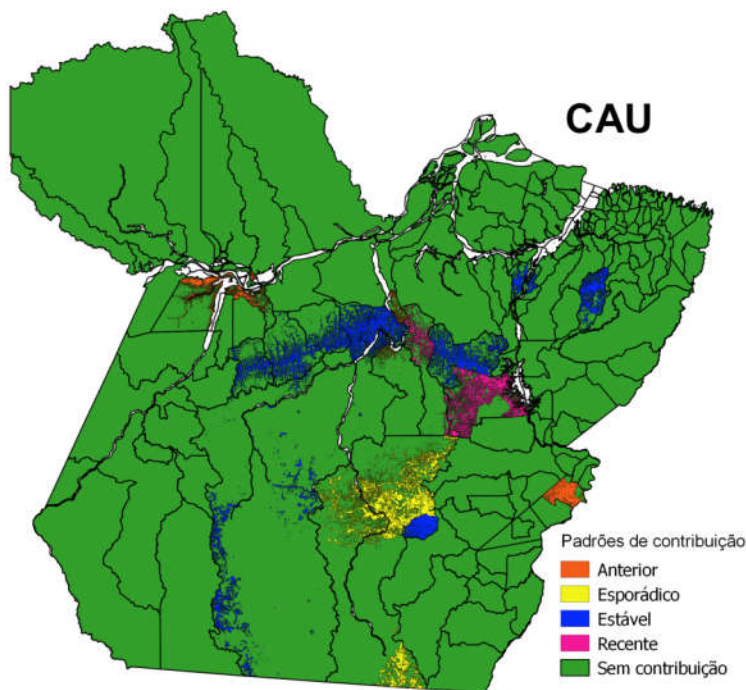 CAU
Padrões de contribuição
Anterior
Esporádico
Estável
Recente
Sem contribuição